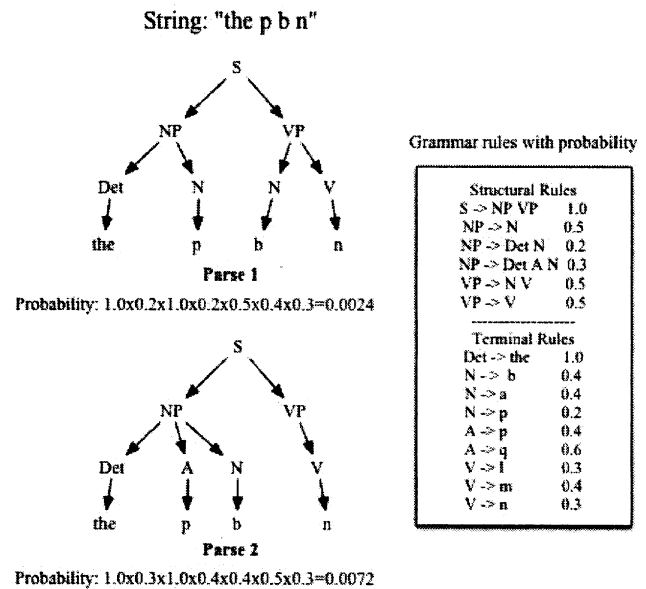 String: "the p b n"
S
NP VP
Det N N V
the p b n
Parse 1
Probability: 1.0x0.2x1.0x0.2x0.5x0.4x0.3=0.0024
S
NP VP
Det A N V
the p b n
Parse 2
Probability: 1.0x0.3x1.0x0.4x0.4x0.5x0.3=0.0072
Grammar rules with probability
Structural Rules
S -> NP VP 1.0
NP -> N 0.5
NP -> Det N 0.2
NP -> Det A N 0.3
VP -> N V 0.5
VP -> V 0.5
Terminal Rules
Det -> the 1.0
N -> b 0.4
N -> a 0.4
N -> p 0.2
A -> p 0.4
A -> q 0.6
V -> l 0.3
V -> m 0.4
V -> n 0.3